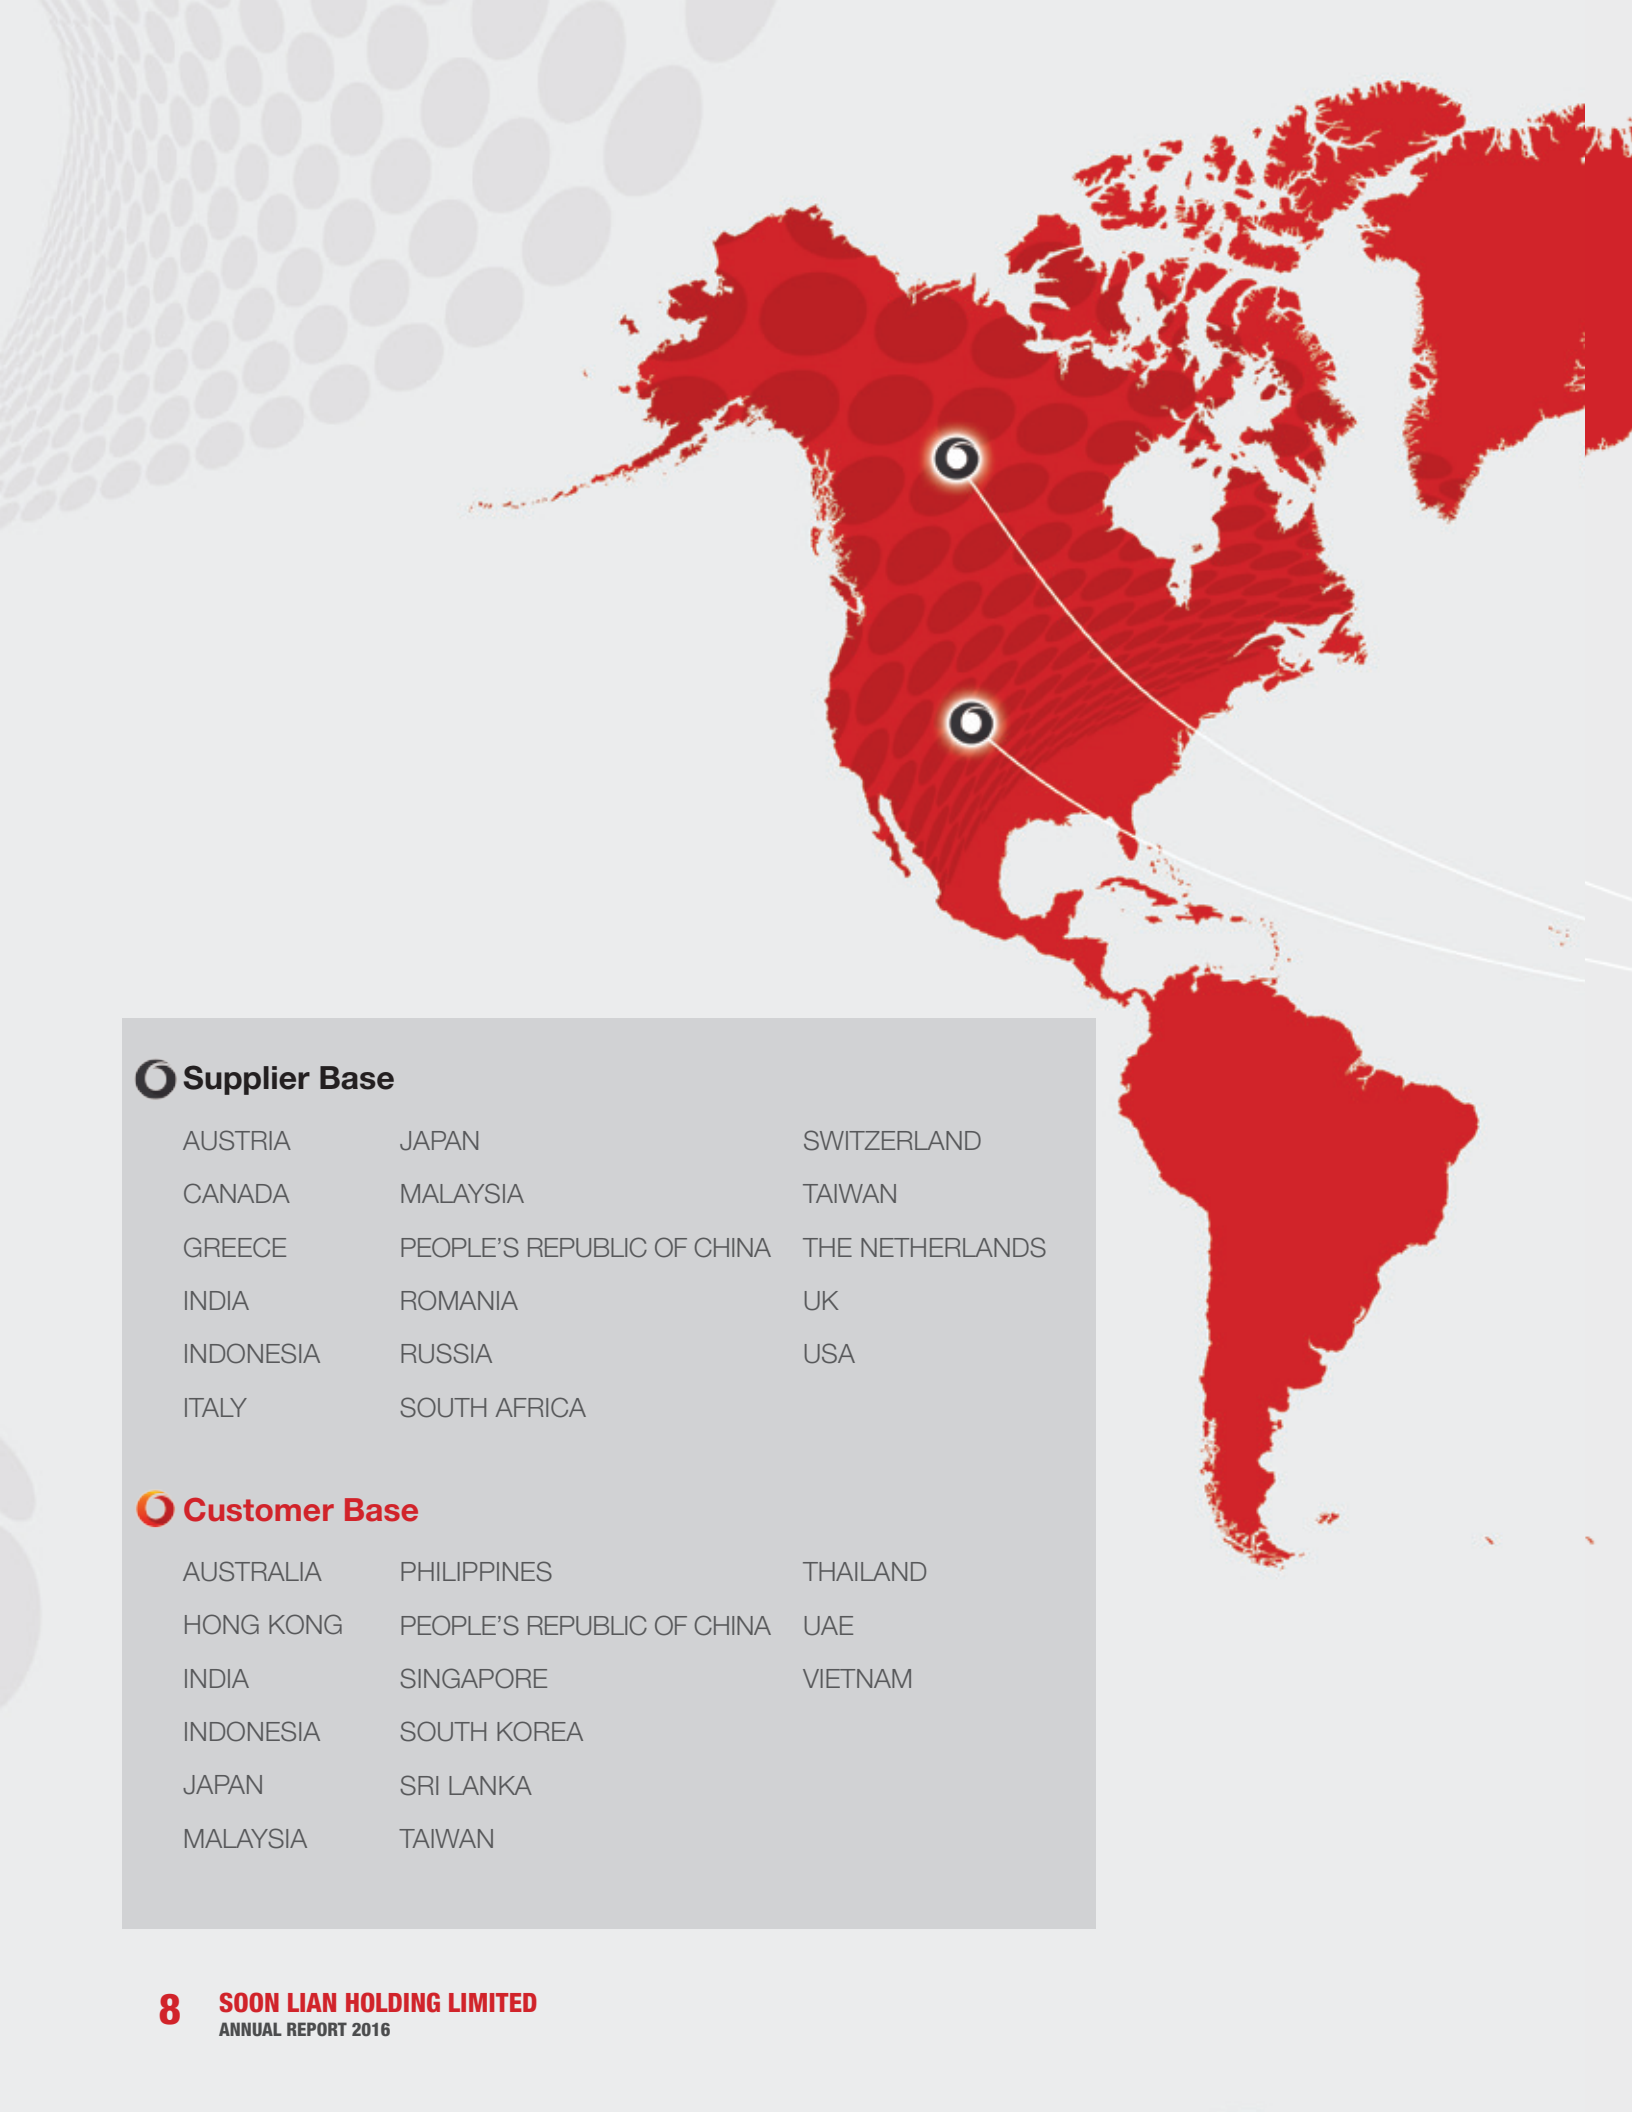 Supplier Base
AUSTRIA
CANADA
GREECE
INDIA
INDONESIA
ITALY
JAPAN
MALAYSIA
PEOPLE’S REPUBLIC OF CHINA
ROMANIA
RUSSIA
SOUTH AFRICA
SWITZERLAND
TAIWAN
THE NETHERLANDS
UK
USA
Customer Base
AUSTRALIA
HONG KONG
INDIA
INDONESIA
JAPAN
MALAYSIA
PHILIPPINES
PEOPLE’S REPUBLIC OF CHINA
SINGAPORE
SOUTH KOREA
SRI LANKA
TAIWAN
THAILAND
UAE
VIETNAM
8
SOON LIAN HOLDING LIMITED
ANNUAL REPORT 2016